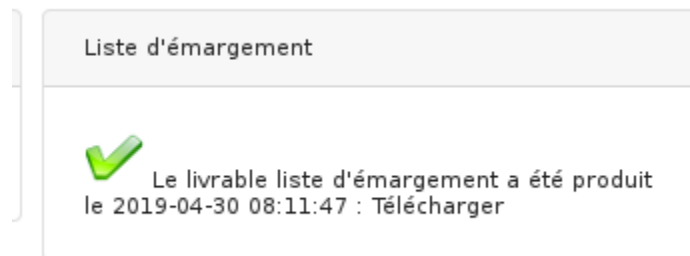 Liste d'émargement
Le livrable liste d'émargement a été produit
le 2019-04-30 08:11:47 : Télécharger